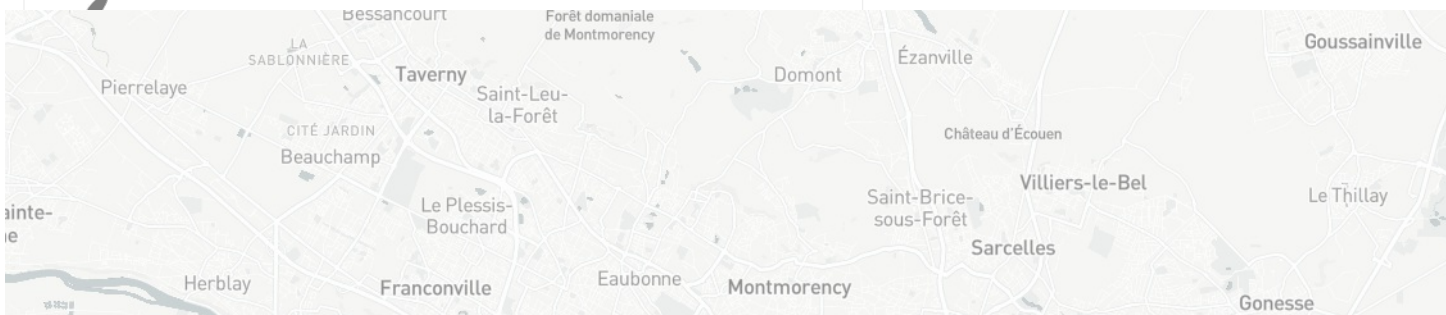 Bessancourt
Forêt domaniale
de Montmorency
Goussainville
LA
SABLONNIÈRE
Ézanville
Taverny
Domont
Pierrelaye
Saint-Leu-
la-Forêt
CITÉ JARDIN
Château d'Écouen
Beauchamp
Villiers-le-Bel
Saint-Brice-
sous-Forêt
Le Thillay
Le Plessis-
Bouchard
Sarcelles
Herblay
Franconville
Eaubonne
Montmorency
Gonesse